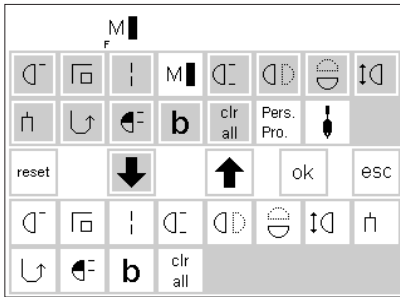 M
F
M
b clr all Pers. Pro.
reset ok esc
b clr all